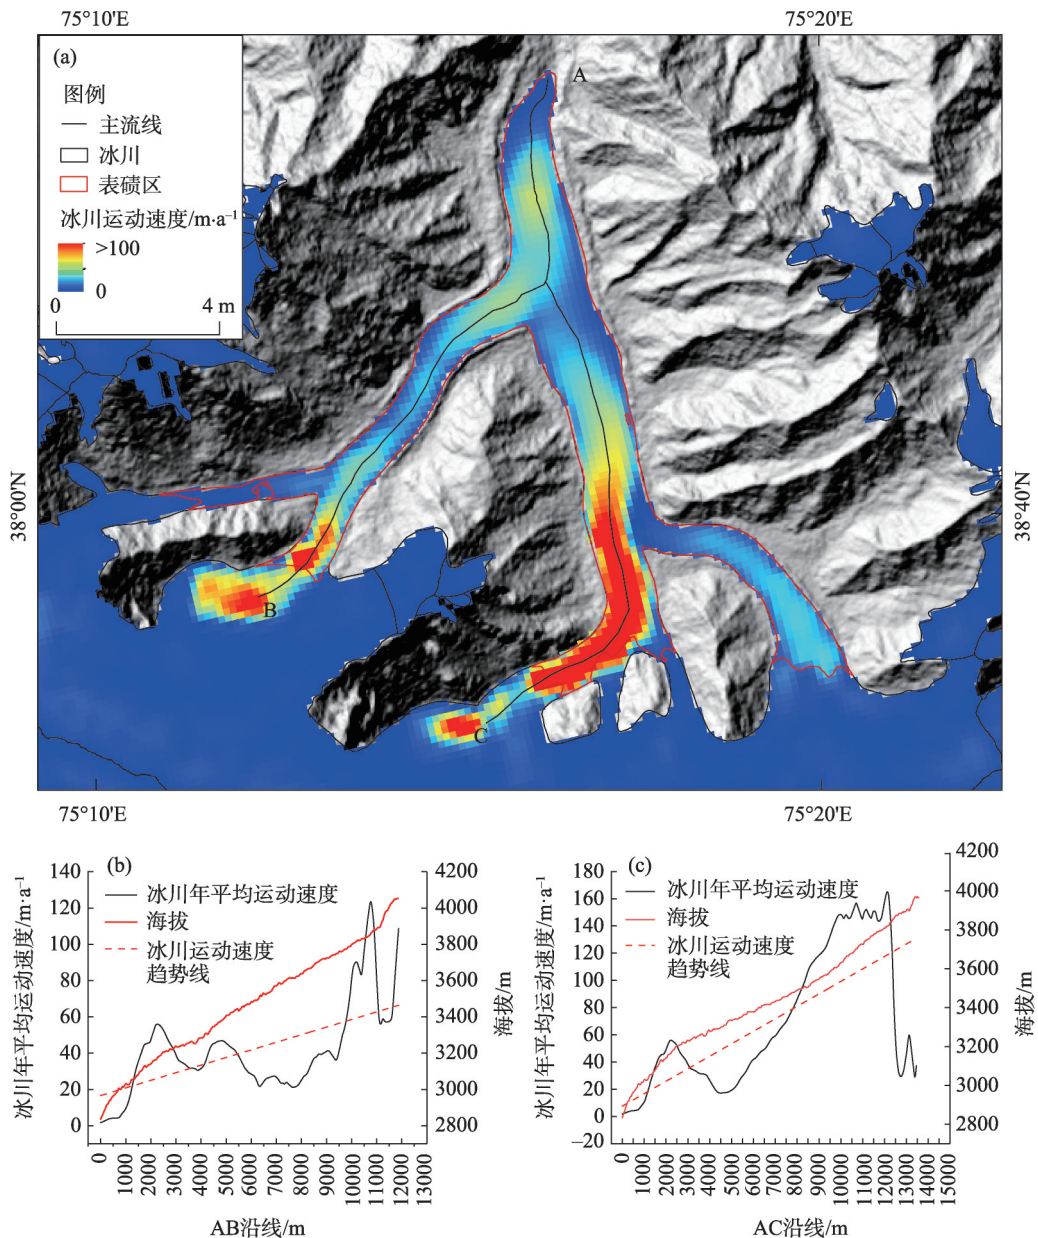 75°10'E
75°20'E
(a)
图例
主流线
冰川
表碛区
冰川运动速度/m·a⁻¹
>100
0
0
4 m
A
B
C
38°00'N
38°40'N
75°10'E
75°20'E
(b)
冰川年平均运动速度
海拔
冰川运动速度
趋势线
冰川年平均运动速度/m·a⁻¹
140
120
100
80
60
40
20
0
4200
4000
3800
3600
3400
3200
3000
2800
海拔/m
0 1000 2000 3000 4000 5000 6000 7000 8000 9000 10000 11000 12000 13000
AB沿线/m
(c)
冰川年平均运动速度
海拔
冰川运动速度
趋势线
冰川年平均运动速度/m·a⁻¹
180
160
140
120
100
80
60
40
20
0
−20
4200
4000
3800
3600
3400
3200
3000
2800
海拔/m
0 1000 2000 3000 4000 5000 6000 7000 8000 9000 10000 11000 12000 13000 14000 15000
AC沿线/m